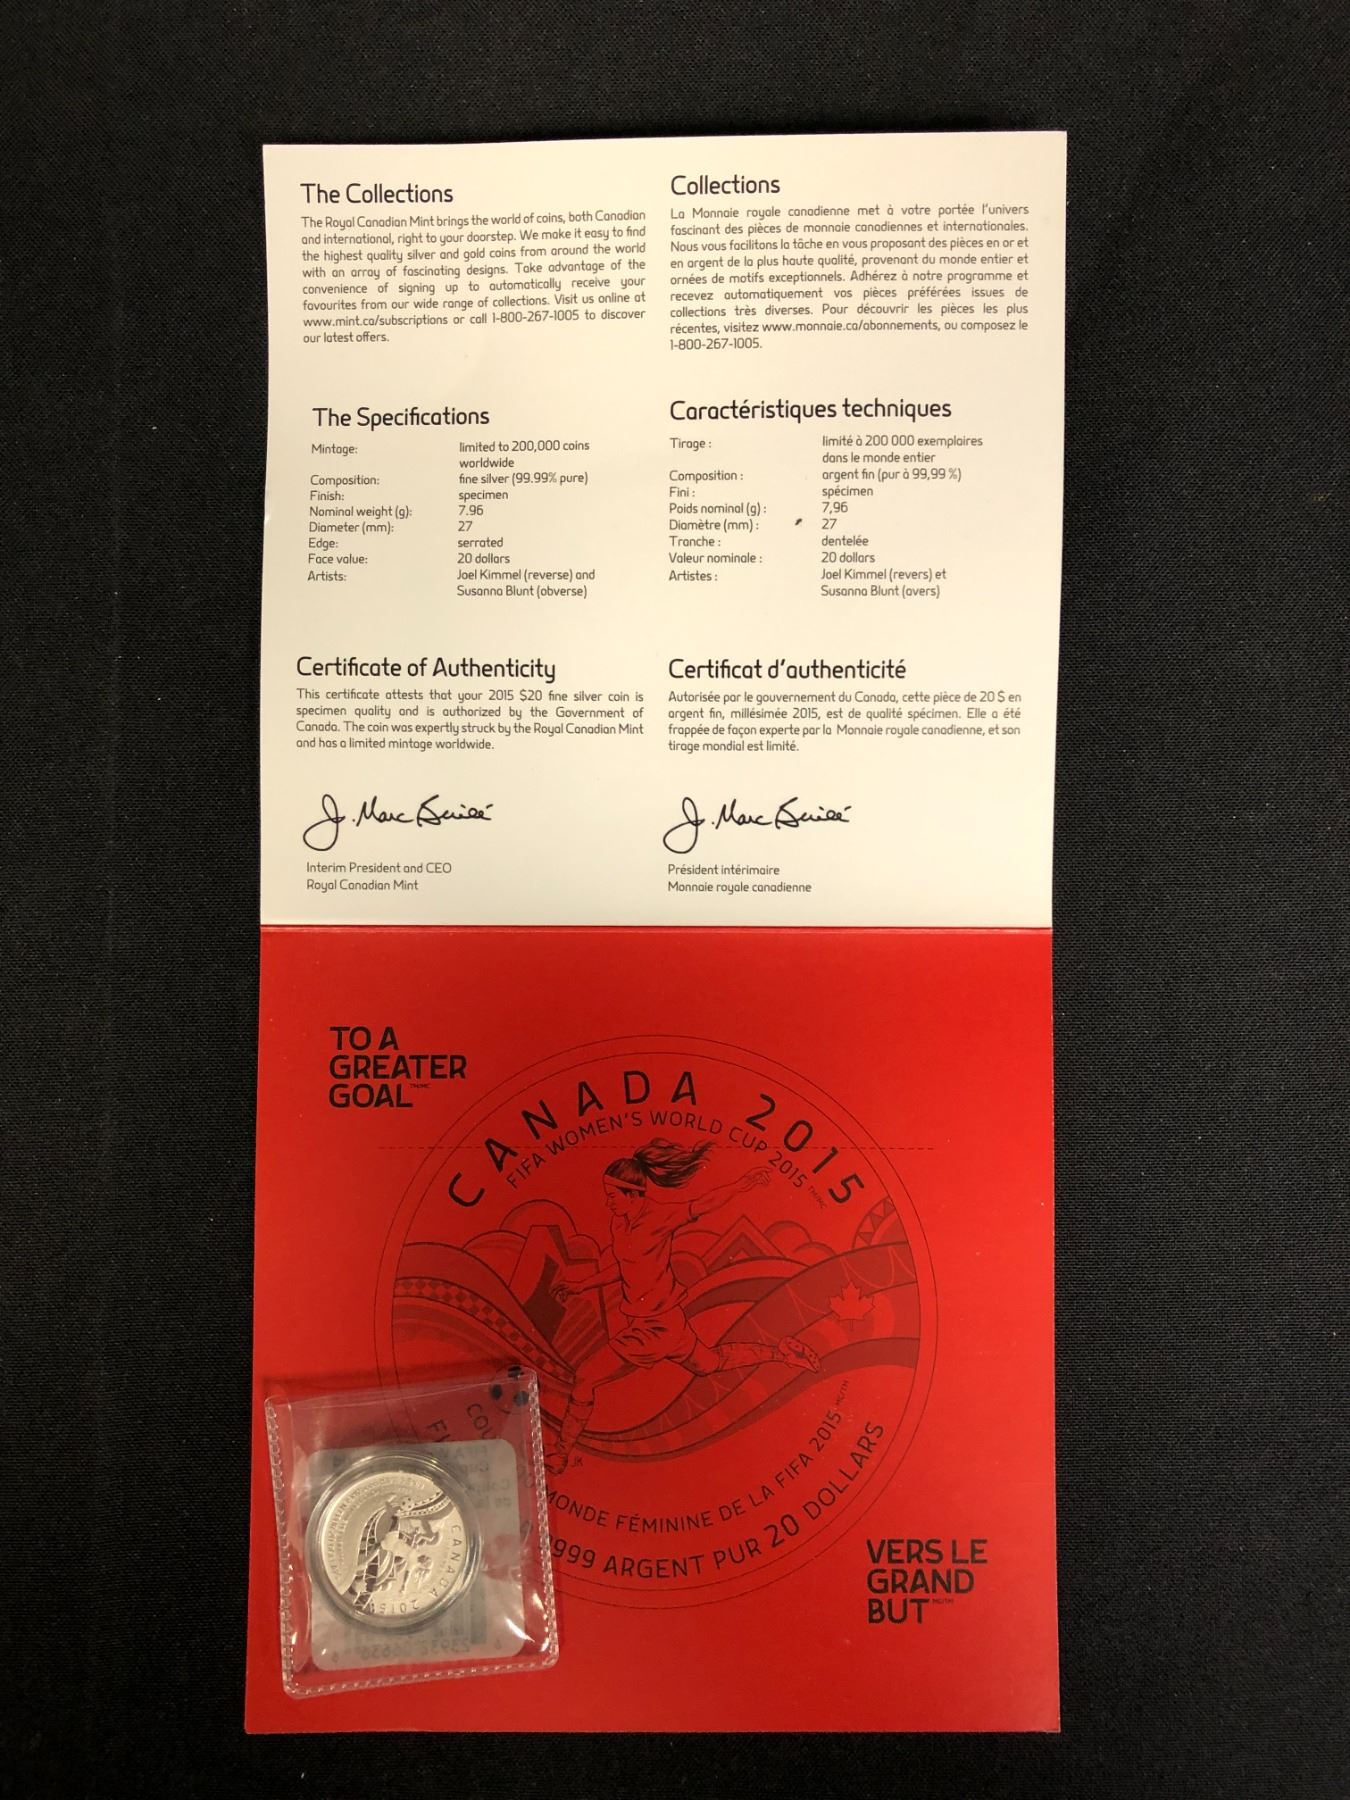 The Collections
The Royal Canadian Mint brings the world of coins, both Canadian
and international, right to your doorstep. We make it easy to find
the highest quality silver and gold coins from around the world
with an array of fascinating designs. Take advantage of the
convenience of signing up to automatically receive your
favourites from our wide range of collections. Visit us online at
www.mint.ca/subscriptions or call 1-800-267-1005 to discover
our latest offers.
Collections
La Monnaie royale canadienne met à votre portée l'univers
fascinant des pièces de monnaie canadiennes et internationales.
Nous vous facilitons la tâche en vous proposant des pièces en or et
en argent de la plus haute qualité, provenant du monde entier et
ornées de motifs exceptionnels. Adhérez à notre programme et
recevez automatiquement vos pièces préférées issues de
collections très diverses. Pour découvrir les pièces les plus
récentes, visitez www.monnaie.ca/abonnements, ou composez le
1-800-267-1005.
The Specifications
Mintage: limited to 200,000 coins
worldwide
Composition: fine silver (99.99% pure)
Finish: specimen
Nominal weight (g): 7.96
Diameter (mm): 27
Edge: serrated
Face value: 20 dollars
Artists: Joel Kimmel (reverse) and
Susanna Blunt (obverse)
Caractéristiques techniques
Tirage : limité à 200 000 exemplaires
dans le monde entier
Composition : argent fin (pur à 99,99 %)
Fini : spécimen
Poids nominal (g) : 7,96
Diamètre (mm) : 27
Tranche : dentelée
Valeur nominale : 20 dollars
Artistes : Joel Kimmel (revers) et
Susanna Blunt (avers)
Certificate of Authenticity
This certificate attests that your 2015 $20 fine silver coin is
specimen quality and is authorized by the Government of
Canada. The coin was expertly struck by the Royal Canadian Mint
and has a limited mintage worldwide.
Interim President and CEO
Royal Canadian Mint
Certificat d'authenticité
Autorisée par le gouvernement du Canada, cette pièce de 20 $ en
argent fin, millésimée 2015, est de qualité spécimen. Elle a été
frappée de façon experte par la Monnaie royale canadienne, et son
tirage mondial est limité.
Président intérimaire
Monnaie royale canadienne
TO A
GREATER
GOAL TM/MC
CANADA 2015
FIFA WOMEN'S WORLD CUP 2015 TM/MC
JK
MONDE FÉMININE DE LA FIFA 2015 MC/TM
999 ARGENT PUR 20 DOLLARS
VERS LE
GRAND
BUT MC/TM
CANADA 2015